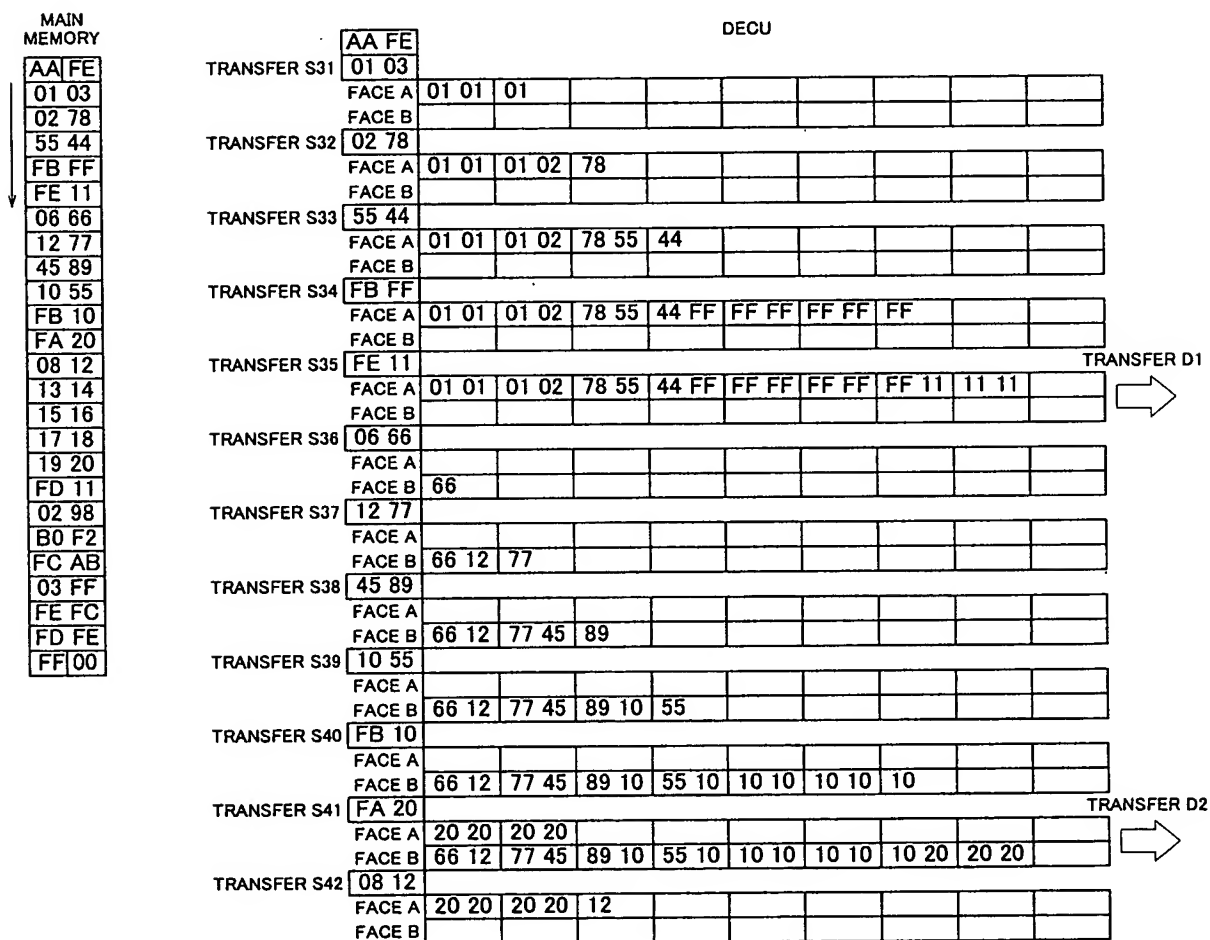 MAIN
MEMORY
AA FE
01 03
02 78
55 44
FB FF
FE 11
06 66
12 77
45 89
10 55
FB 10
FA 20
08 12
13 14
15 16
17 18
19 20
FD 11
02 98
B0 F2
FC AB
03 FF
FE FC
FD FE
FF 00
DECU
AA FE
TRANSFER S31 01 03
FACE A 01 01 01
FACE B
TRANSFER S32 02 78
FACE A 01 01 01 02 78
FACE B
TRANSFER S33 55 44
FACE A 01 01 01 02 78 55 44
FACE B
TRANSFER S34 FB FF
FACE A 01 01 01 02 78 55 44 FF FF FF FF FF FF
FACE B
TRANSFER S35 FE 11 TRANSFER D1
FACE A 01 01 01 02 78 55 44 FF FF FF FF FF FF 11 11 11
FACE B
TRANSFER S36 06 66
FACE A
FACE B 66
TRANSFER S37 12 77
FACE A
FACE B 66 12 77
TRANSFER S38 45 89
FACE A
FACE B 66 12 77 45 89
TRANSFER S39 10 55
FACE A
FACE B 66 12 77 45 89 10 55
TRANSFER S40 FB 10
FACE A
FACE B 66 12 77 45 89 10 55 10 10 10 10 10 10
TRANSFER S41 FA 20 TRANSFER D2
FACE A 20 20 20 20
FACE B 66 12 77 45 89 10 55 10 10 10 10 10 10 20 20 20
TRANSFER S42 08 12
FACE A 20 20 20 20 12
FACE B